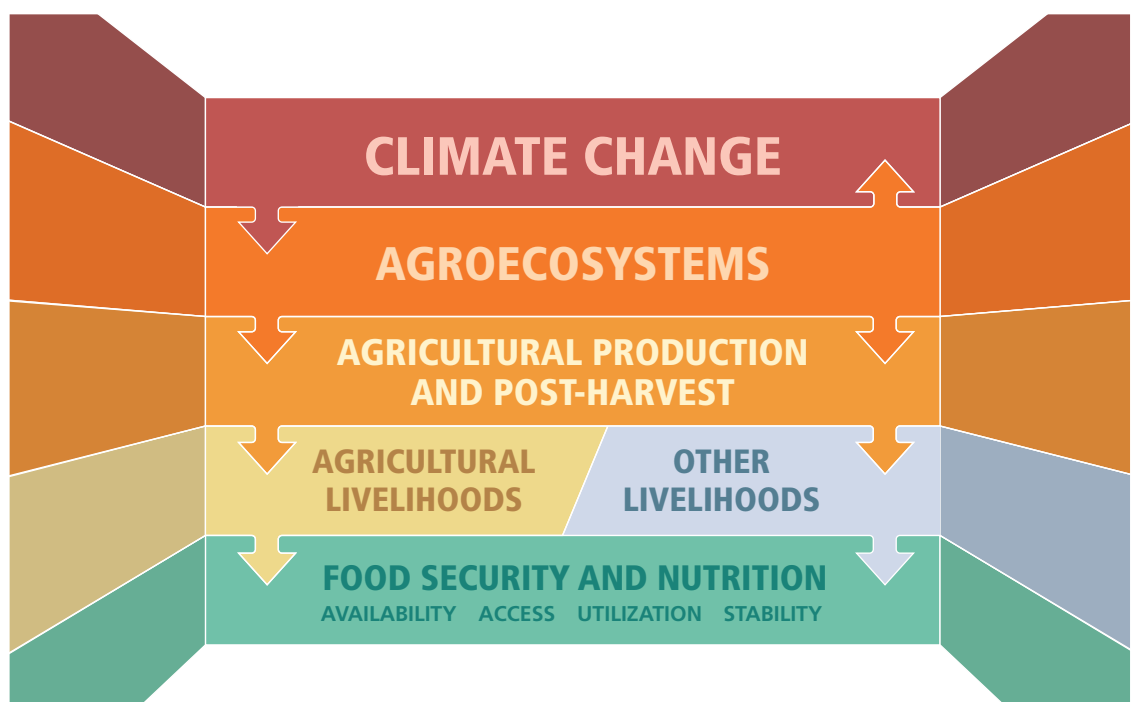 CLIMATE CHANGE
AGROECOSYSTEMS
AGRICULTURAL PRODUCTION
AND POST-HARVEST
AGRICULTURAL
LIVELIHOODS
OTHER
LIVELIHOODS
FOOD SECURITY AND NUTRITION
AVAILABILITY ACCESS UTILIZATION STABILITY